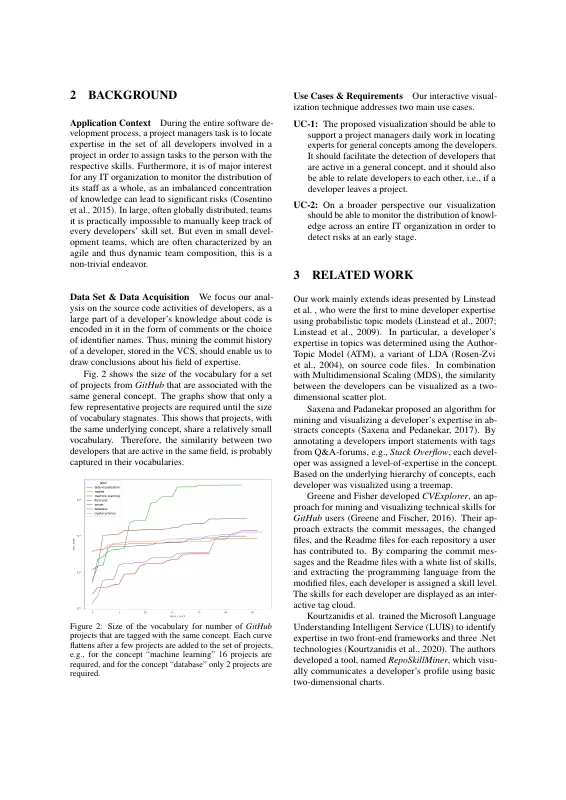 2 BACKGROUND
Application Context During the entire software de-
velopment process, a project managers task is to locate
expertise in the set of all developers involved in a
project in order to assign tasks to the person with the
respective skills. Furthermore, it is of major interest
for any IT organization to monitor the distribution of
its staff as a whole, as an imbalanced concentration
of knowledge can lead to significant risks (Cosentino
et al., 2015). In large, often globally distributed, teams
it is practically impossible to manually keep track of
every developers' skill set. But even in small devel-
opment teams, which are often characterized by an
agile and thus dynamic team composition, this is a
non-trivial endeavor.
Data Set & Data Acquisition We focus our anal-
ysis on the source code activities of developers, as a
large part of a developer's knowledge about code is
encoded in it in the form of comments or the choice
of identifier names. Thus, mining the commit history
of a developer, stored in the VCS, should enable us to
draw conclusions about his field of expertise.
Fig. 2 shows the size of the vocabulary for a set
of projects from GitHub that are associated with the
same general concept. The graphs show that only a
few representative projects are required until the size
of vocabulary stagnates. This shows that projects, with
the same underlying concept, share a relatively small
vocabulary. Therefore, the similarity between two
developers that are active in the same field, is probably
captured in their vocabularies.
data-visualization
machine-learning
database
cryptocurrency
Figure 2: Size of the vocabulary for number of GitHub
projects that are tagged with the same concept. Each curve
flattens after a few projects are added to the set of projects,
e.g., for the concept "machine learning" 16 projects are
required, and for the concept "database" only 2 projects are
required.
Use Cases & Requirements Our interactive visual-
ization technique addresses two main use cases.
UC-1: The proposed visualization should be able to
support a project managers daily work in locating
experts for general concepts among the developers.
It should facilitate the detection of developers that
are active in a general concept, and it should also
be able to relate developers to each other, i.e., if a
developer leaves a project.
UC-2: On a broader perspective our visualization
should be able to monitor the distribution of knowl-
edge across an entire IT organization in order to
detect risks at an early stage.
3 RELATED WORK
Our work mainly extends ideas presented by Linstead
et al. , who were the first to mine developer expertise
using probabilistic topic models (Linstead et al., 2007;
Linstead et al., 2009). In particular, a developer's
expertise in topics was determined using the Author-
Topic Model (ATM), a variant of LDA (Rosen-Zvi
et al., 2004), on source code files. In combination
with Multidimensional Scaling (MDS), the similarity
between the developers can be visualized as a two-
dimensional scatter plot.
Saxena and Padanekar proposed an algorithm for
mining and visualizing a developer's expertise in ab-
stracts concepts (Saxena and Pedanekar, 2017). By
annotating a developers import statements with tags
from Q&A-forums, e.g., Stack Overflow, each devel-
oper was assigned a level-of-expertise in the concept.
Based on the underlying hierarchy of concepts, each
developer was visualized using a treemap.
Greene and Fisher developed CVExplorer, an ap-
proach for mining and visualizing technical skills for
GitHub users (Greene and Fischer, 2016). Their ap-
proach extracts the commit messages, the changed
files, and the Readme files for each repository a user
has contributed to. By comparing the commit mes-
sages and the Readme files with a white list of skills,
and extracting the programming language from the
modified files, each developer is assigned a skill level.
The skills for each developer are displayed as an inter-
active tag cloud.
Kourtzanidis et al. trained the Microsoft Language
Understanding Intelligent Service (LUIS) to identify
expertise in two front-end frameworks and three .Net
technologies (Kourtzanidis et al., 2020). The authors
developed a tool, named RepoSkillMiner, which visu-
ally communicates a developer's profile using basic
two-dimensional charts.